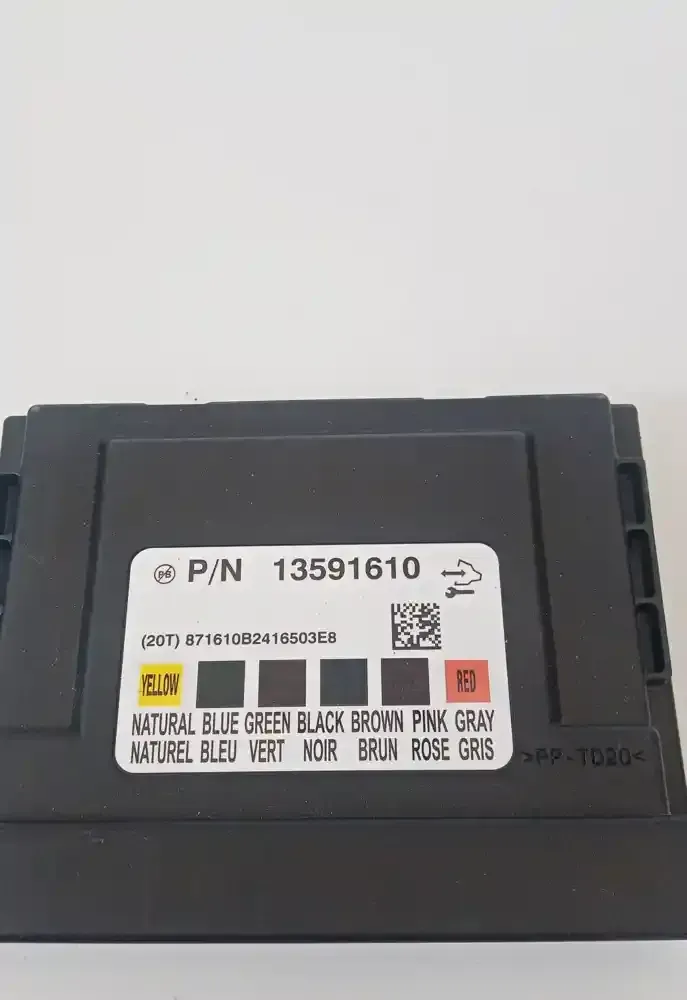 PB P/N 13591610
(20T) 871610B2416503E8
YELLOW RED
NATURAL BLUE GREEN BLACK BROWN PINK GRAY
NATUREL BLEU VERT NOIR BRUN ROSE GRIS
>PP-TD20<